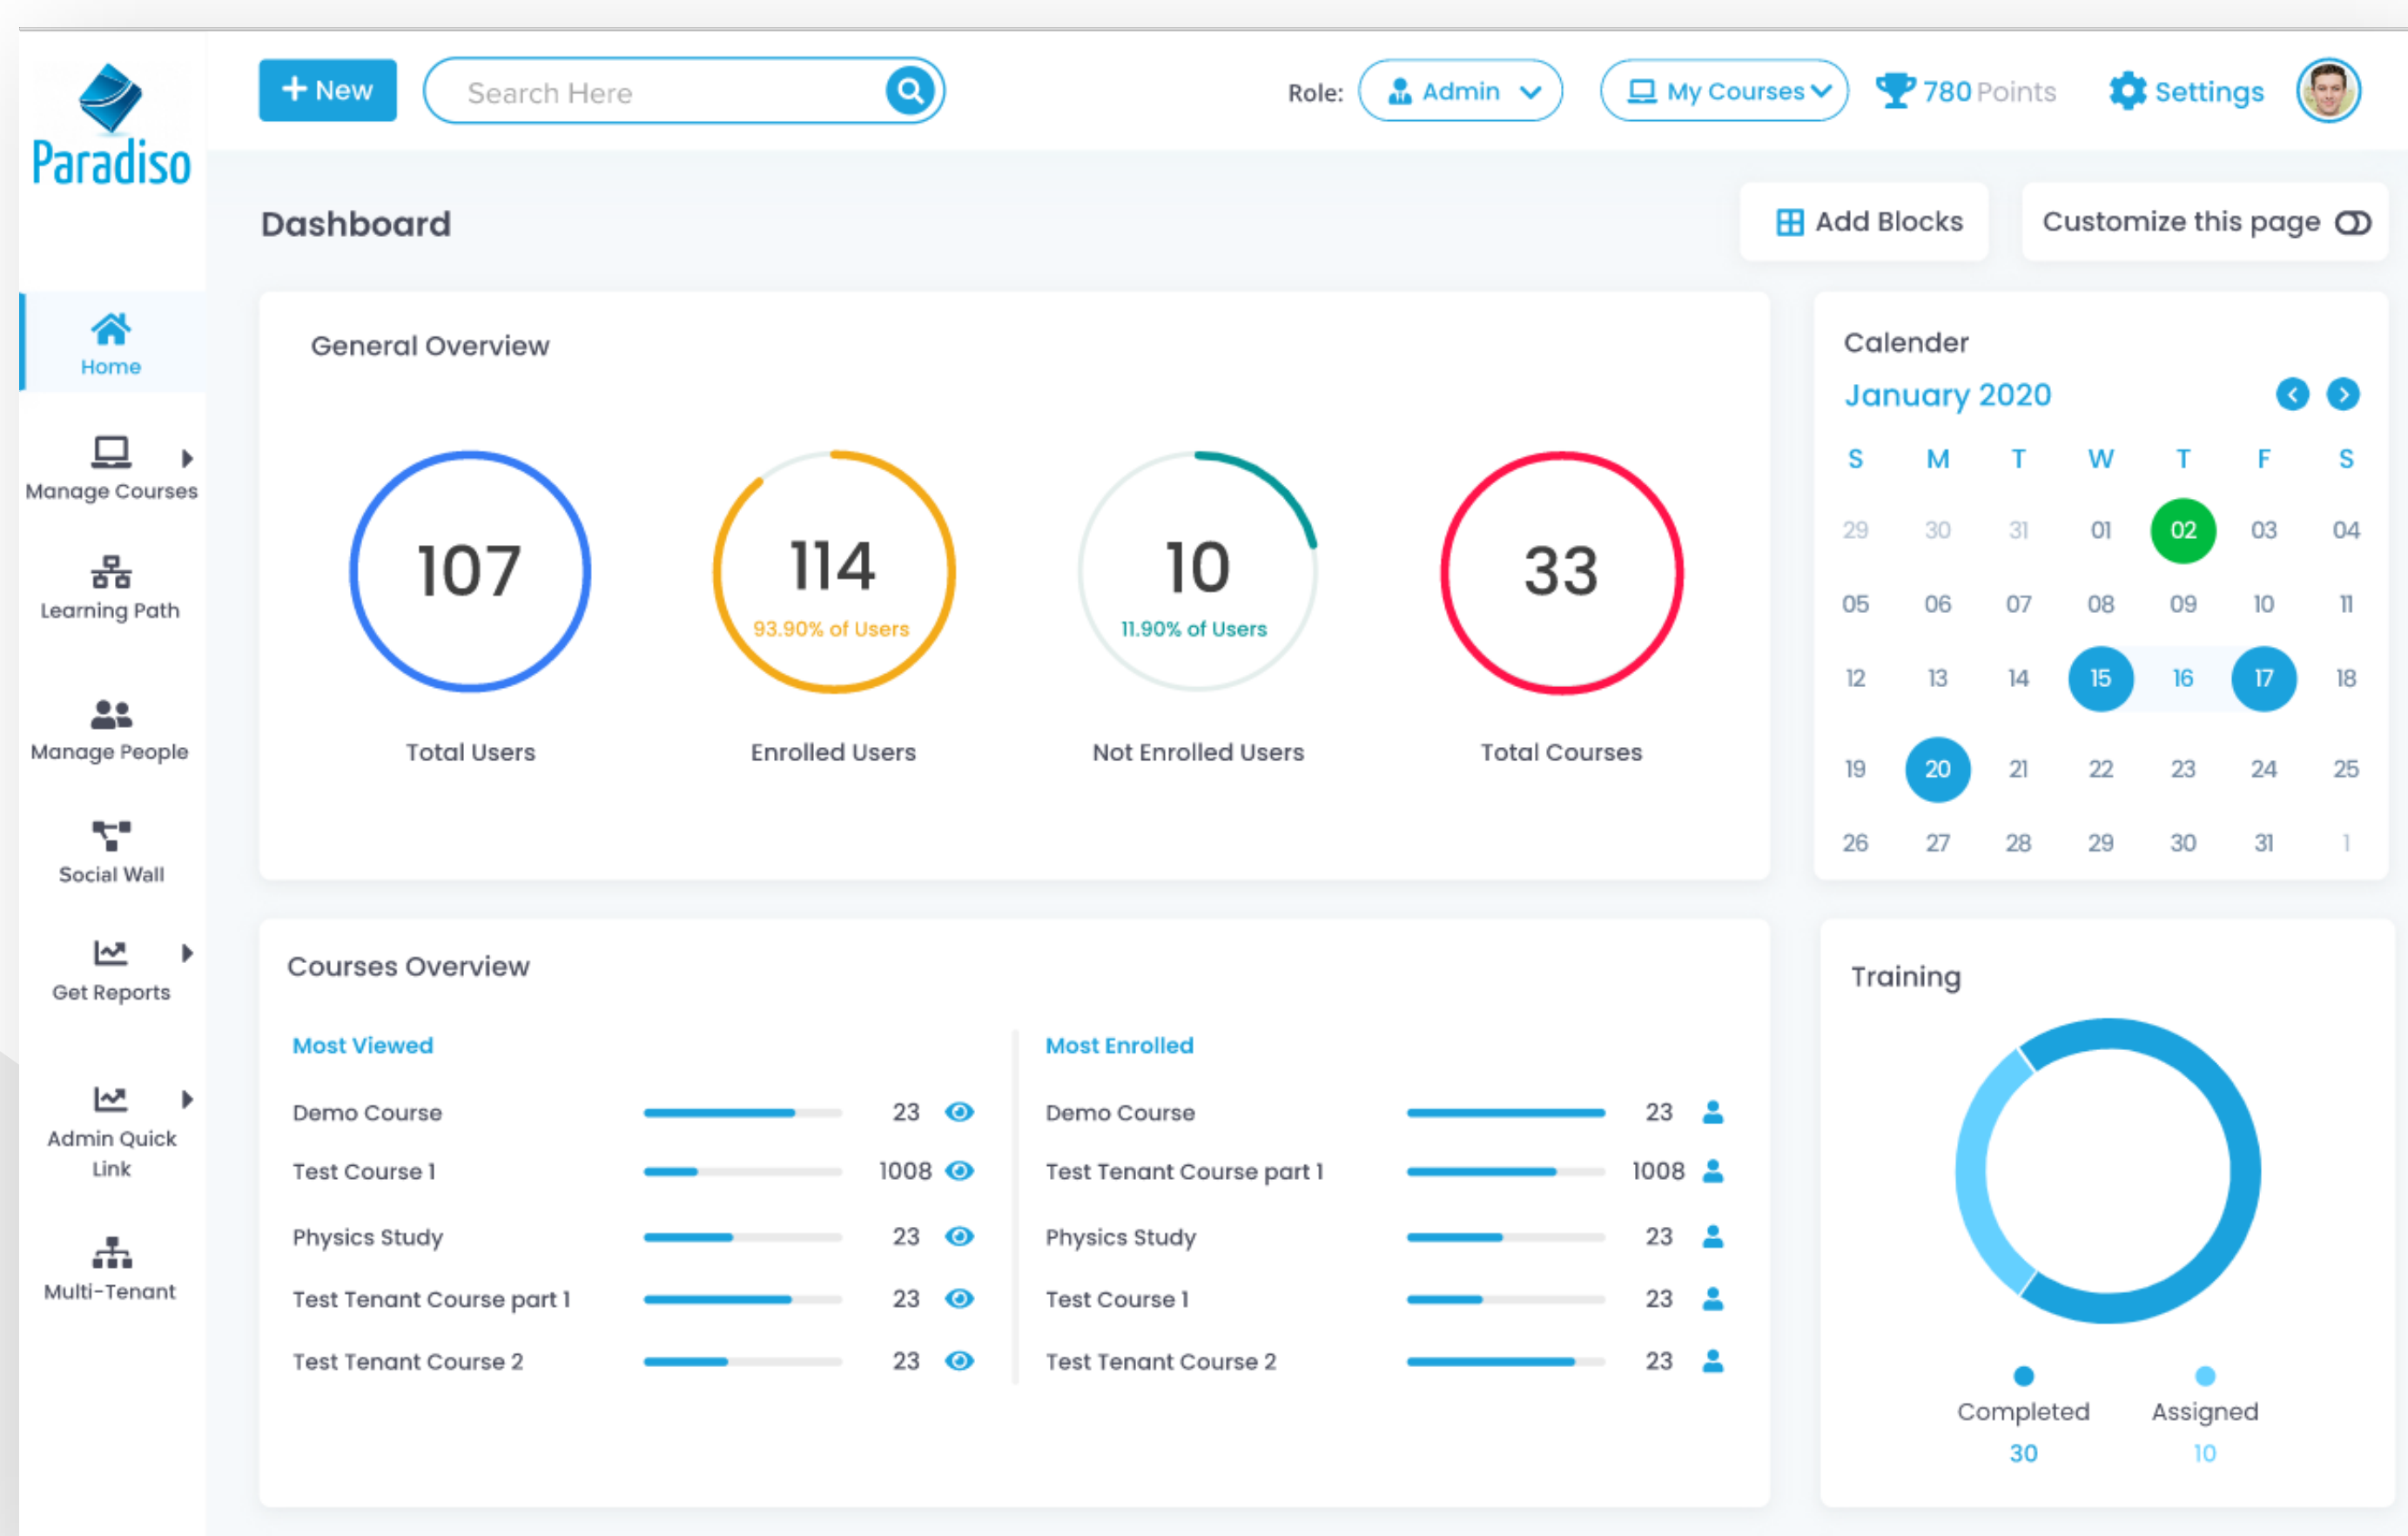 Paradiso
New
Search Here
Role:
Admin
My Courses
780 Points
Settings
Dashboard
Add Blocks
Customize this page
Home
Manage Courses
Learning Path
Manage People
Social Wall
Get Reports
Admin Quick
Link
Multi-Tenant
General Overview
107
Total Users
114
93.90% of Users
Enrolled Users
10
11.90% of Users
Not Enrolled Users
33
Total Courses
Calender
January 2020
S M T W T F S
29 30 31 01 02 03 04
05 06 07 08 09 10 11
12 13 14 15 16 17 18
19 20 21 22 23 24 25
26 27 28 29 30 31 1
Courses Overview
Most Viewed
Demo Course 23
Test Course 1 1008
Physics Study 23
Test Tenant Course part 1 23
Test Tenant Course 2 23
Most Enrolled
Demo Course 23
Test Tenant Course part 1 1008
Physics Study 23
Test Course 1 23
Test Tenant Course 2 23
Training
Completed Assigned
30 10